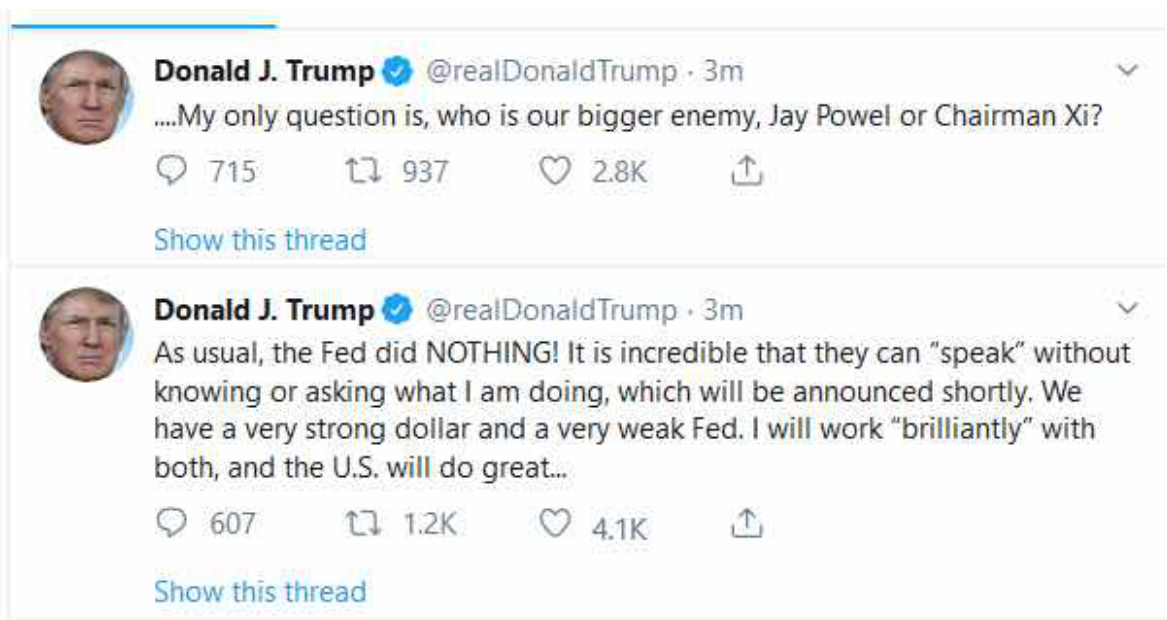 Donald J. Trump @realDonaldTrump · 3m
....My only question is, who is our bigger enemy, Jay Powel or Chairman Xi?
715 937 2.8K
Show this thread
Donald J. Trump @realDonaldTrump · 3m
As usual, the Fed did NOTHING! It is incredible that they can “speak” without
knowing or asking what I am doing, which will be announced shortly. We
have a very strong dollar and a very weak Fed. I will work “brilliantly” with
both, and the U.S. will do great...
607 1.2K 4.1K
Show this thread